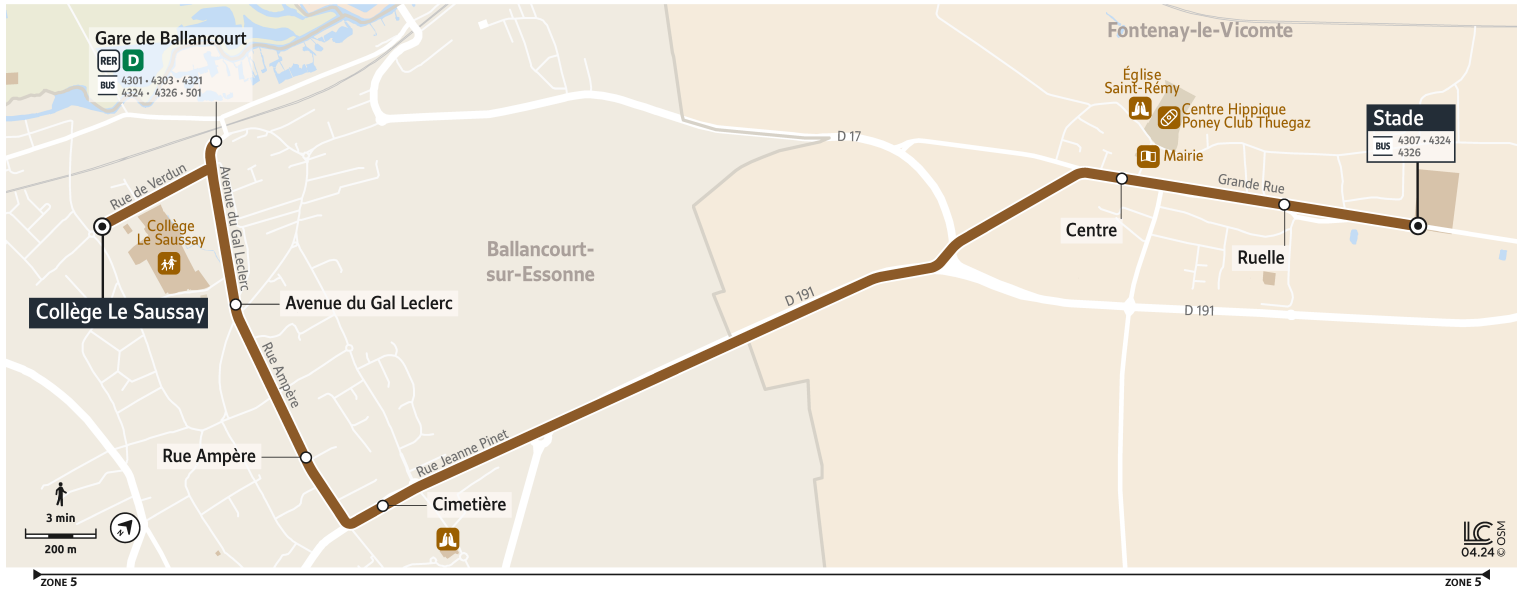 Fontenay-le-Vicomte
Gare de Ballancourt
RER D
BUS
4301 • 4303 • 4321
4324 • 4326 • 501
Église
Saint-Rémy
Centre Hippique
Poney Club Thuegaz
Mairie
Stade
BUS
4307 • 4324
4326
D 17
Rue de Verdun
Avenue du Gal Leclerc
Grande Rue
Centre
Ruelle
Collège
Le Saussay
Ballancourt-
sur-Essonne
Collège Le Saussay
Avenue du Gal Leclerc
D 191
D 191
Rue Ampère
Rue Ampère
Rue Jeanne Pinet
Cimetière
3 min
200 m
N
LC
04.24 © OSM
ZONE 5
ZONE 5